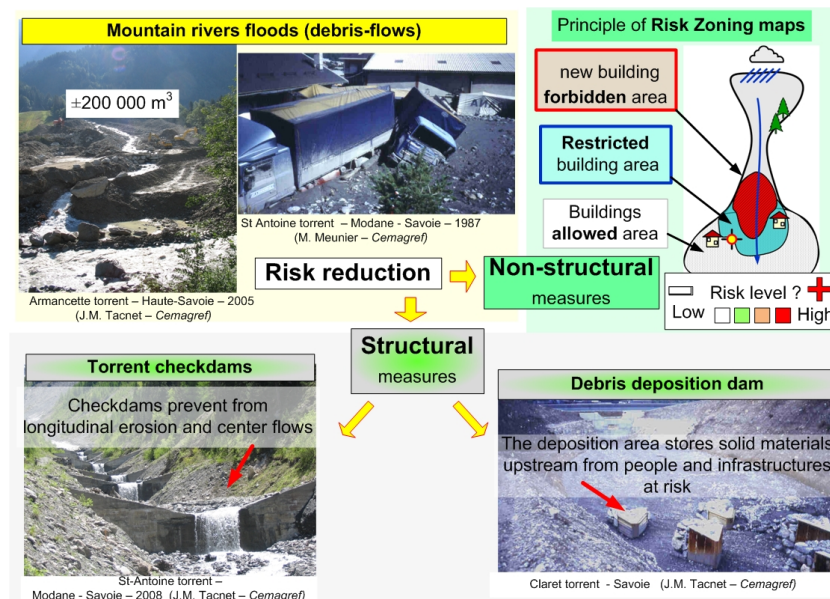 Mountain rivers floods (debris-flows)
±200 000 m³
St Antoine torrent – Modane - Savoie – 1987
(M. Meunier – Cemagref)
Armancette torrent – Haute-Savoie – 2005
(J.M. Tacnet – Cemagref)
Principle of Risk Zoning maps
new building
forbidden area
Restricted
building area
Buildings
allowed area
Risk level ?
Low
High
Risk reduction
Non-structural
measures
Structural
measures
Torrent checkdams
Checkdams prevent from
longitudinal erosion and center flows
St-Antoine torrent –
Modane - Savoie – 2008 (J.M. Tacnet – Cemagref)
Debris deposition dam
The deposition area stores solid materials
upstream from people and infrastructures
at risk
Claret torrent - Savoie (J.M. Tacnet – Cemagref)